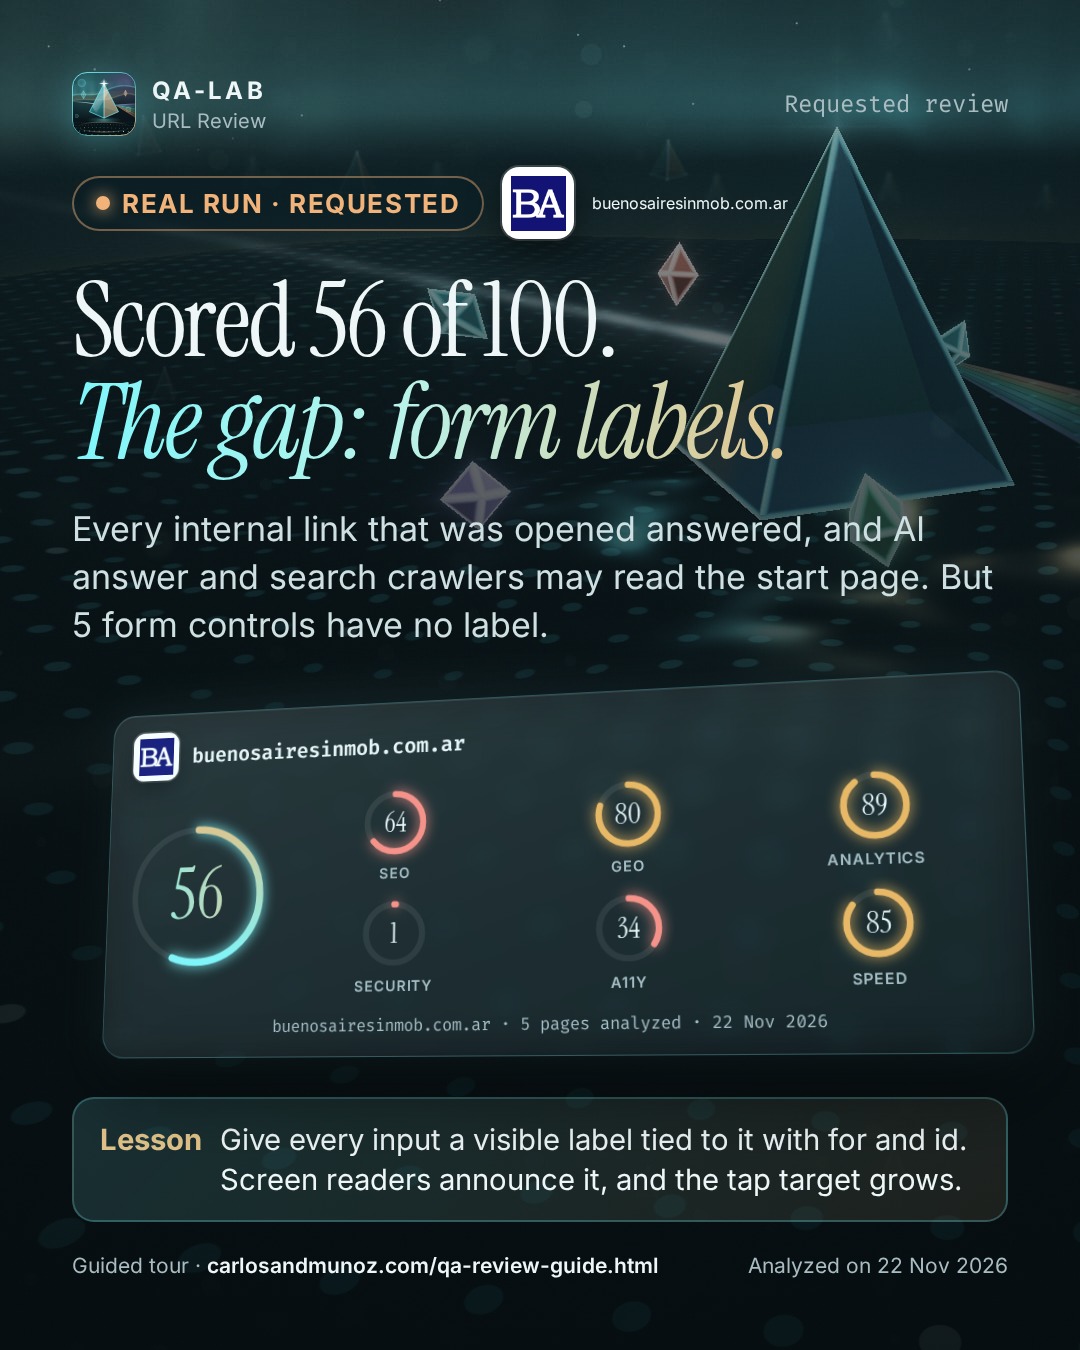 QA-LAB
URL Review
Requested review
REAL RUN · REQUESTED
BA
buenosairesinmob.com.ar
Scored 56 of 100.
The gap: form labels.
Every internal link that was opened answered, and AI
answer and search crawlers may read the start page. But
5 form controls have no label.
BA
buenosairesinmob.com.ar
56
64
SEO
80
GEO
89
ANALYTICS
1
SECURITY
34
A11Y
85
SPEED
buenosairesinmob.com.ar · 5 pages analyzed · 22 Nov 2026
Lesson
Give every input a visible label tied to it with for and id.
Screen readers announce it, and the tap target grows.
Guided tour · carlosandmunoz.com/qa-review-guide.html
Analyzed on 22 Nov 2026